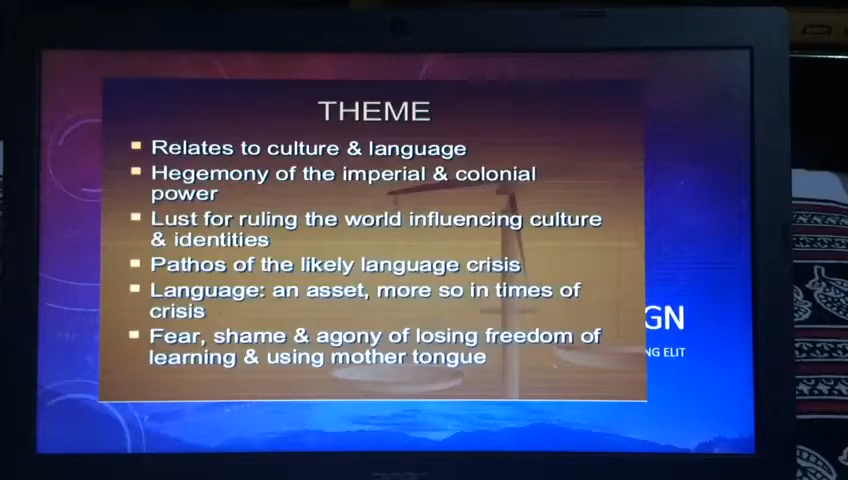 THEME
Relates to culture & language
Hegemony of the imperial & colonial
power
Lust for ruling the world influencing culture
& identities
Pathos of the likely language crisis
Language: an asset, more so in times of
crisis
Fear, shame & agony of losing freedom of
learning & using mother tongue
GN
NG ELIT